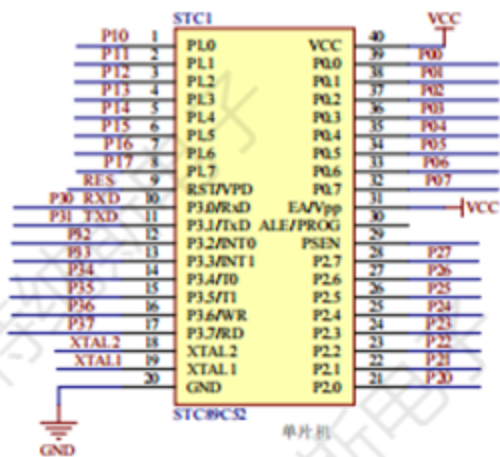 STC1
P10 1 P1.0 VCC 40 VCC
P11 2 P1.1 P0.0 39 P00
P12 3 P1.2 P0.1 38 P01
P13 4 P1.3 P0.2 37 P02
P14 5 P1.4 P0.3 36 P03
P15 6 P1.5 P0.4 35 P04
P16 7 P1.6 P0.5 34 P05
P17 8 P1.7 P0.6 33 P06
RES 9 RST/VPD P0.7 32 P07
P30 RXD 10 P3.0/RxD EA/Vpp 31 VCC
P31 TXD 11 P3.1/TxD ALE/PROG 30
P32 12 P3.2/INT0 PSEN 29
P33 13 P3.3/INT1 P2.7 28 P27
P34 14 P3.4/T0 P2.6 27 P26
P35 15 P3.5/T1 P2.5 26 P25
P36 16 P3.6/WR P2.4 25 P24
P37 17 P3.7/RD P2.3 24 P23
XTAL2 18 XTAL2 P2.2 23 P22
XTAL1 19 XTAL1 P2.1 22 P21
20 GND P2.0 21 P20
STC89C52
单片机
GND